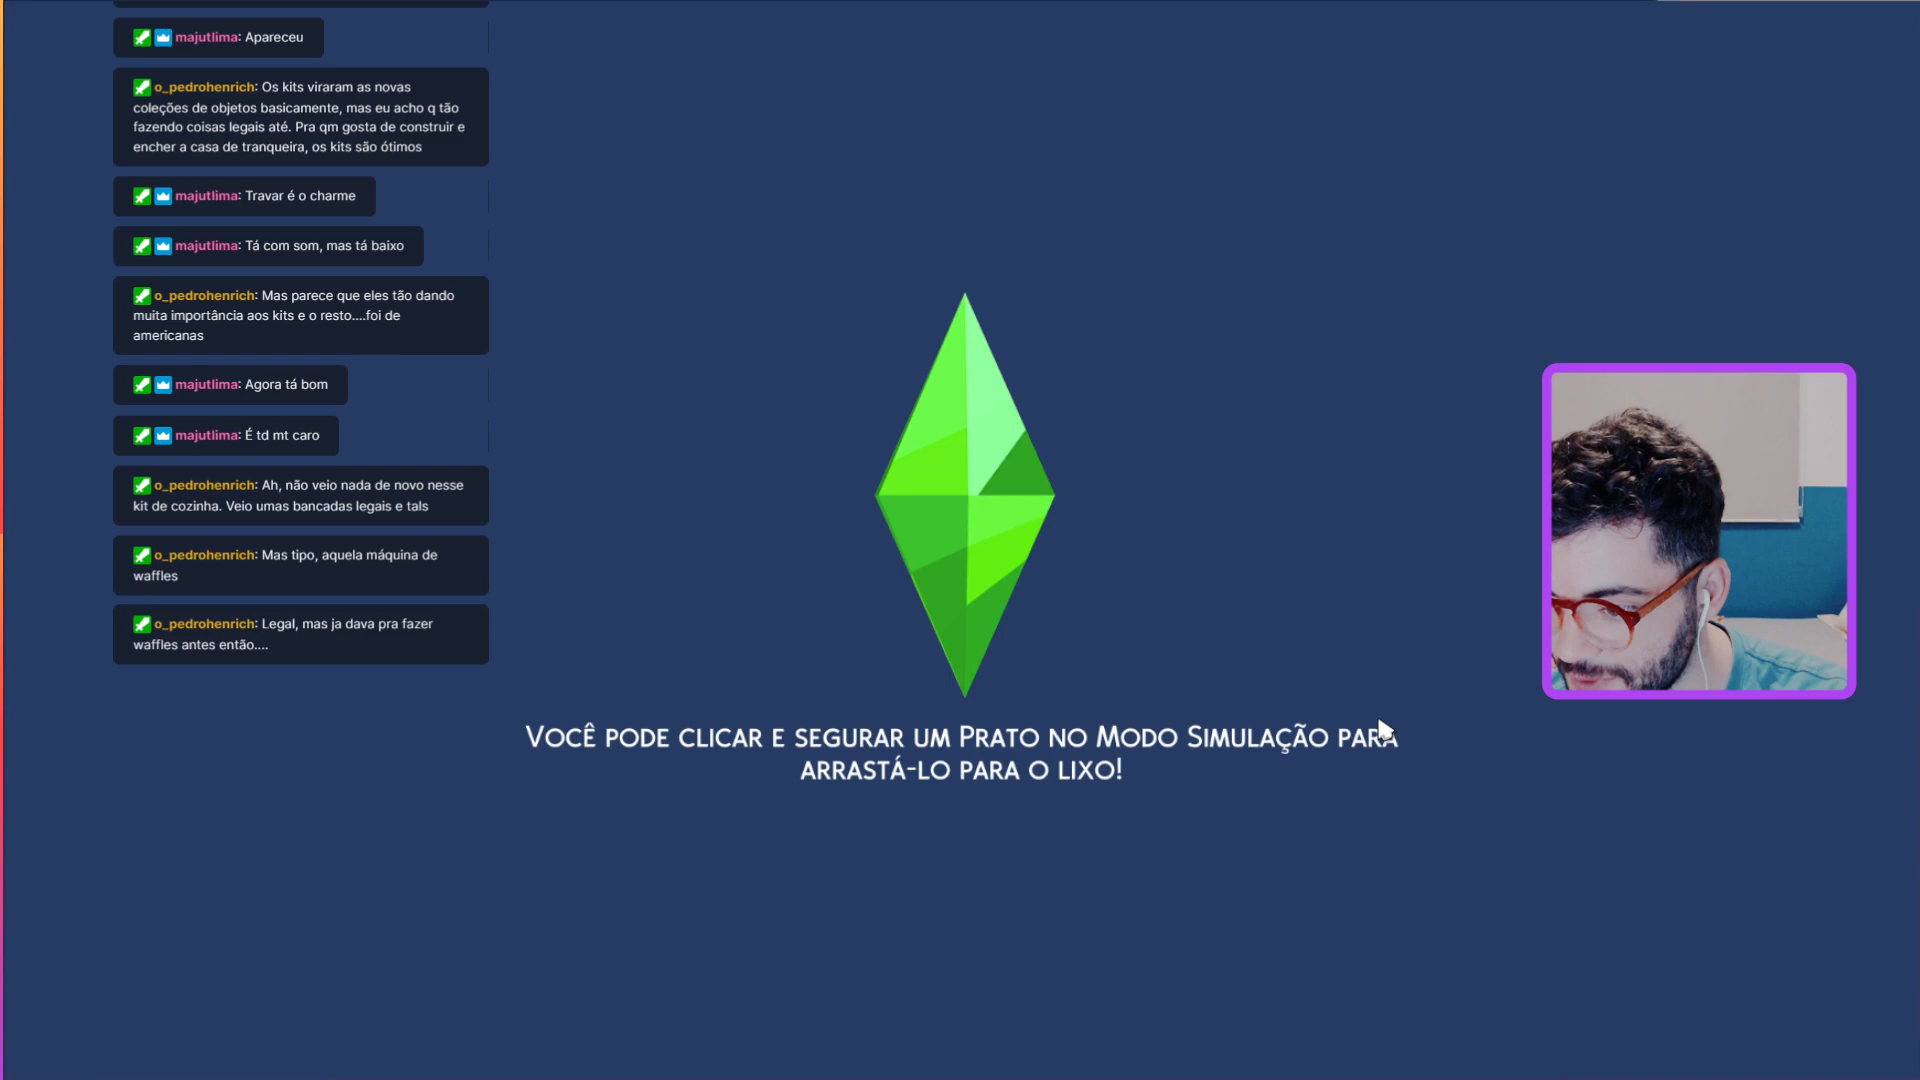 majutlima: Apareceu
o_pedrohenrich: Os kits viraram as novas
coleções de objetos basicamente, mas eu acho q tão
fazendo coisas legais até. Pra qm gosta de construir e
encher a casa de tranqueira, os kits são ótimos
majutlima: Travar é o charme
majutlima: Tá com som, mas tá baixo
o_pedrohenrich: Mas parece que eles tão dando
muita importância aos kits e o resto....foi de
americanas
majutlima: Agora tá bom
majutlima: É td mt caro
o_pedrohenrich: Ah, não veio nada de novo nesse
kit de cozinha. Veio umas bancadas legais e tals
o_pedrohenrich: Mas tipo, aquela máquina de
waffles
o_pedrohenrich: Legal, mas ja dava pra fazer
waffles antes então....
Você pode clicar e segurar um Prato no Modo Simulação para
arrastá-lo para o lixo!